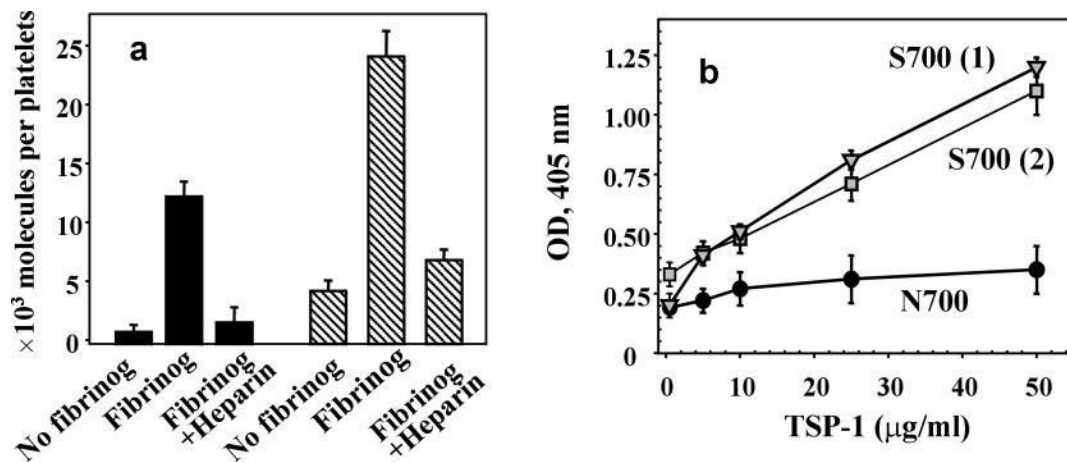 a
×10³ molecules per platelets
25
15
10
5
0
No fibrinog
Fibrinog
Fibrinog
+Heparin
No fibrinog
Fibrinog
Fibrinog
+Heparin
b
OD, 405 nm
1.25
1.00
0.75
0.50
0.25
0
S700 (1)
S700 (2)
N700
0 10 20 30 40 50
TSP-1 (μg/ml)